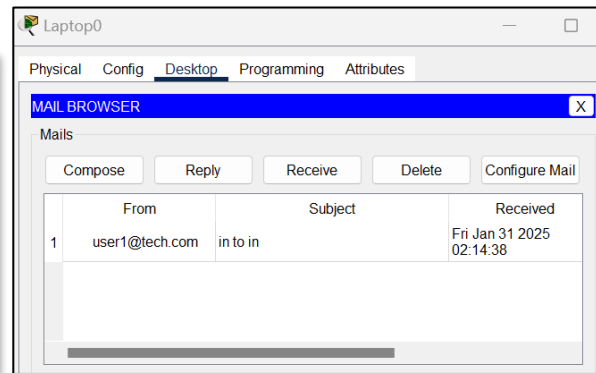 Laptop0
Physical Config Desktop Programming Attributes
MAIL BROWSER X
Mails
Compose Reply Receive Delete Configure Mail
From Subject Received
1 user1@tech.com in to in Fri Jan 31 2025
02:14:38